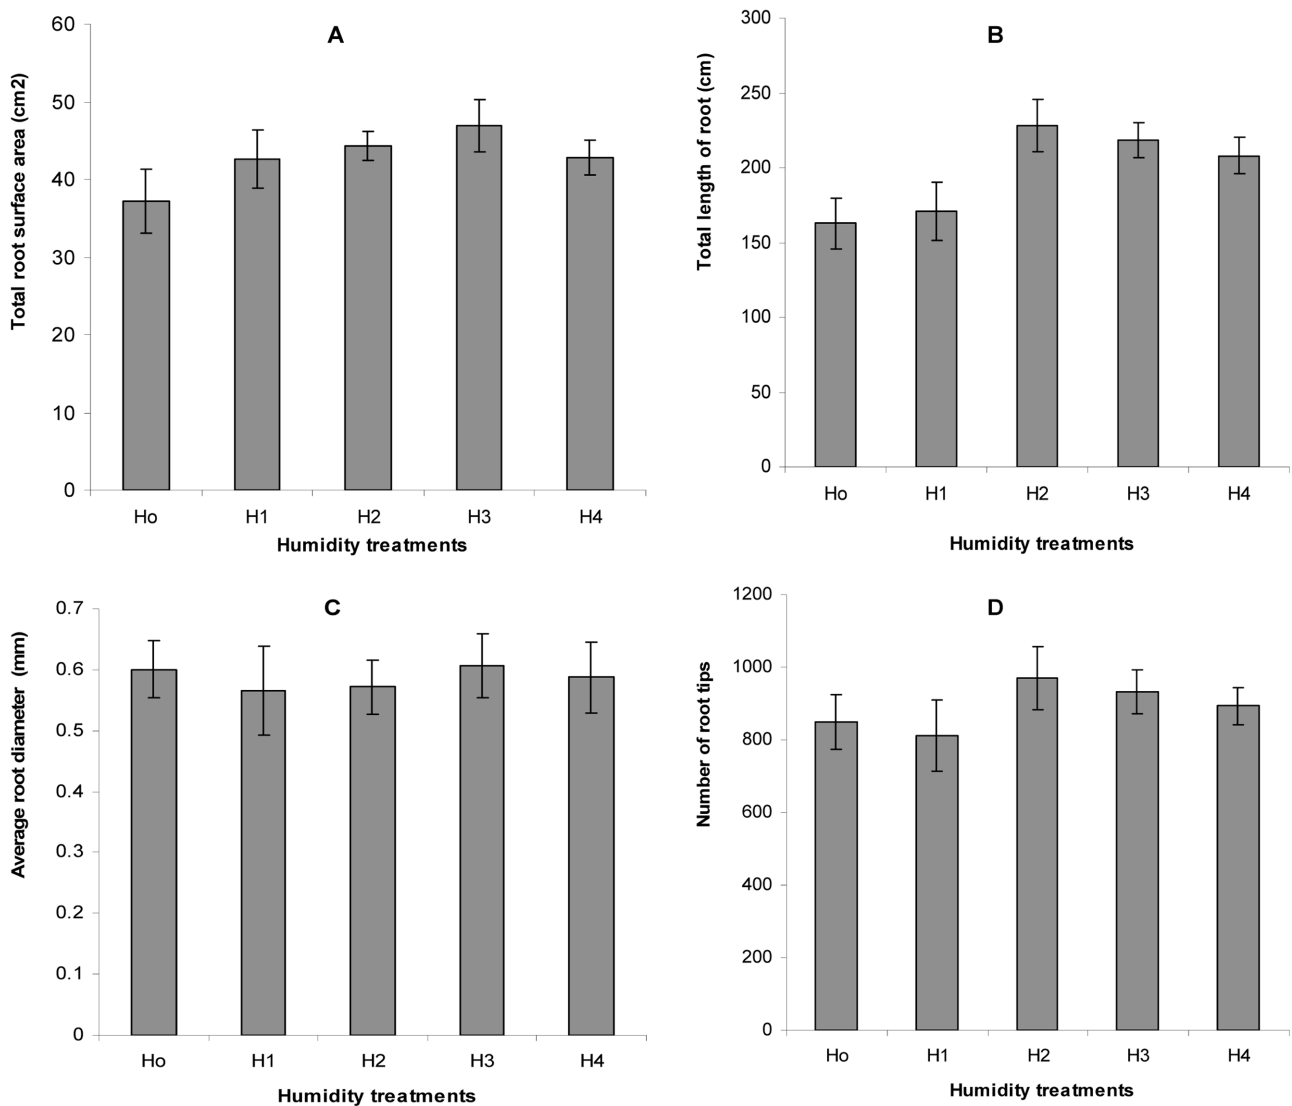 A
Total root surface area (cm2)
60
50
40
30
20
10
0
Ho H1 H2 H3 H4
Humidity treatments
B
Total length of root (cm)
300
250
200
150
100
50
0
Ho H1 H2 H3 H4
Humidity treatments
C
Average root diameter (mm)
0.7
0.6
0.5
0.4
0.3
0.2
0.1
0
Ho H1 H2 H3 H4
Humidity treatments
D
Number of root tips
1200
1000
800
600
400
200
0
Ho H1 H2 H3 H4
Humidity treatments